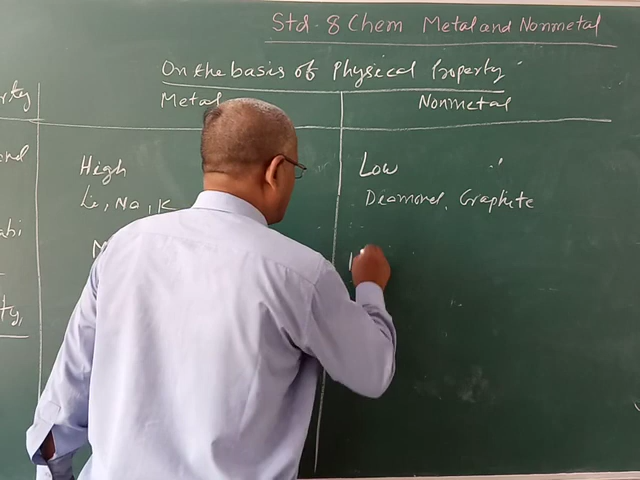 Std - 8 Chem Metal and Nonmetal
On the basis of Physical Property
Metal Nonmetal
High Low
Li, Na, K Diamond, Graphite